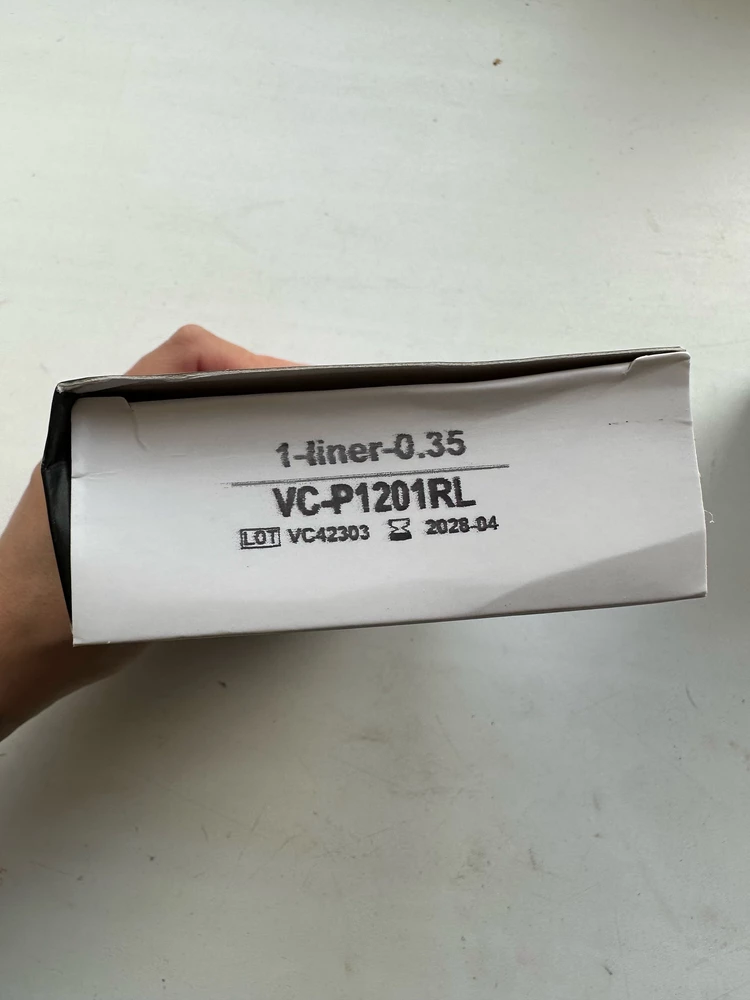 1-liner-0.35
VC-P1201RL
LOT VC42303 2028-04